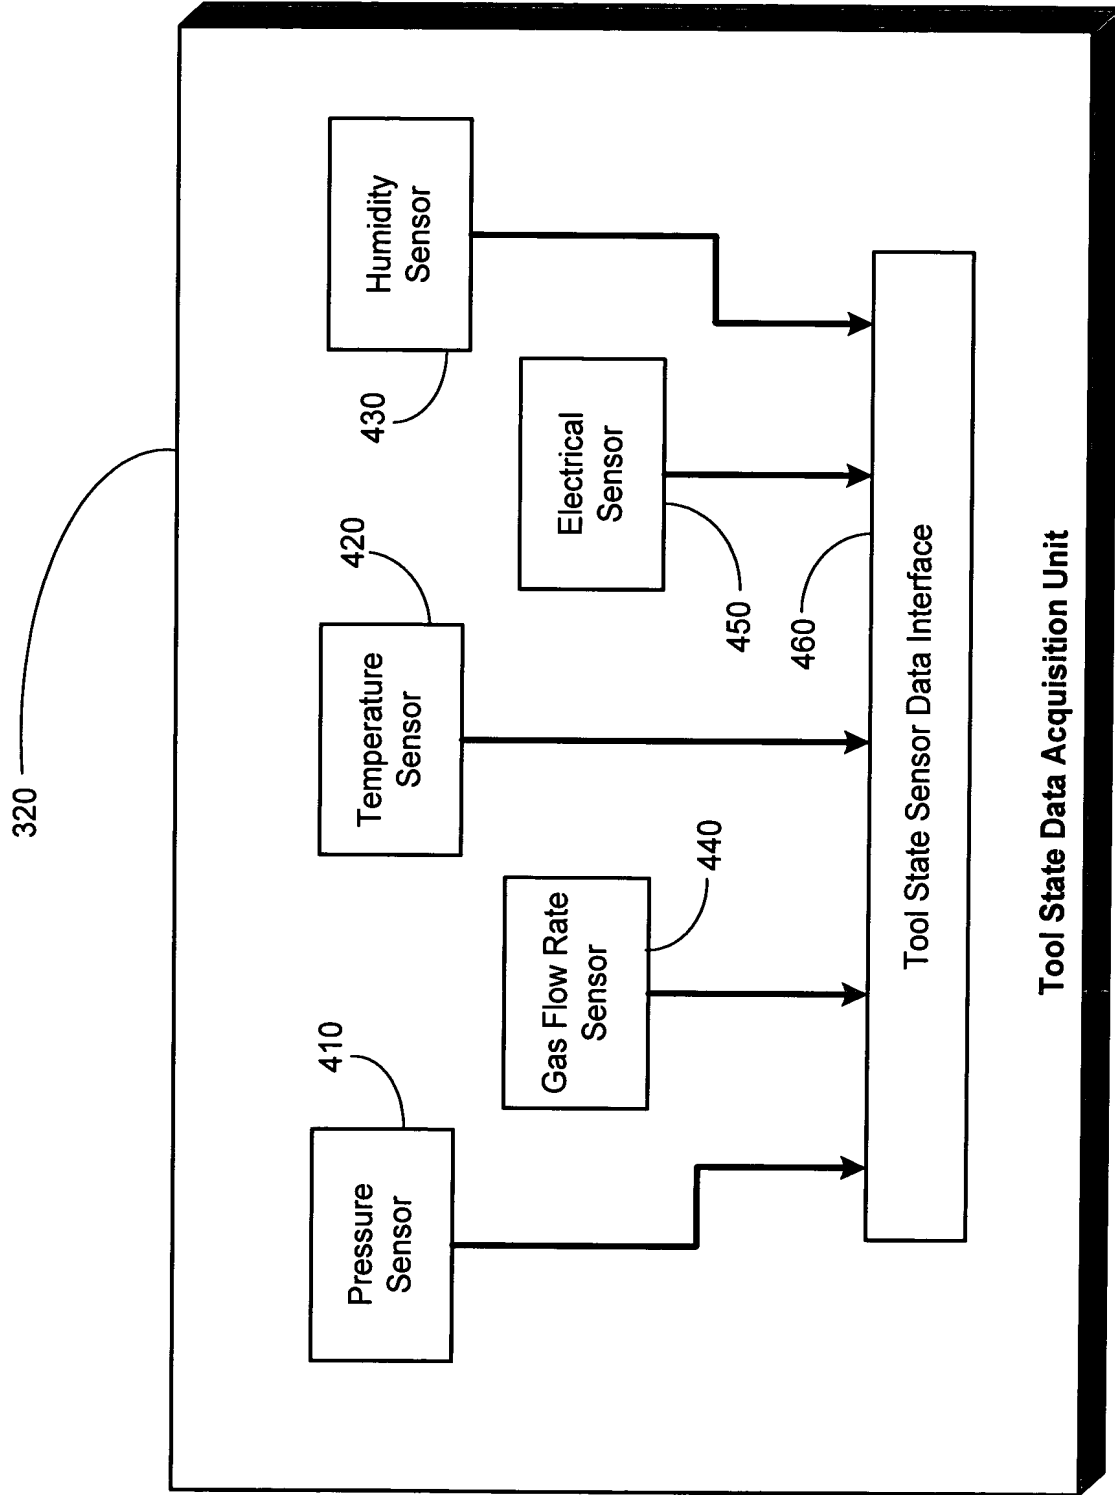 320
410
Pressure
Sensor
420
Temperature
Sensor
430
Humidity
Sensor
440
Gas Flow Rate
Sensor
450
Electrical
Sensor
460
Tool State Sensor Data Interface
Tool State Data Acquisition Unit